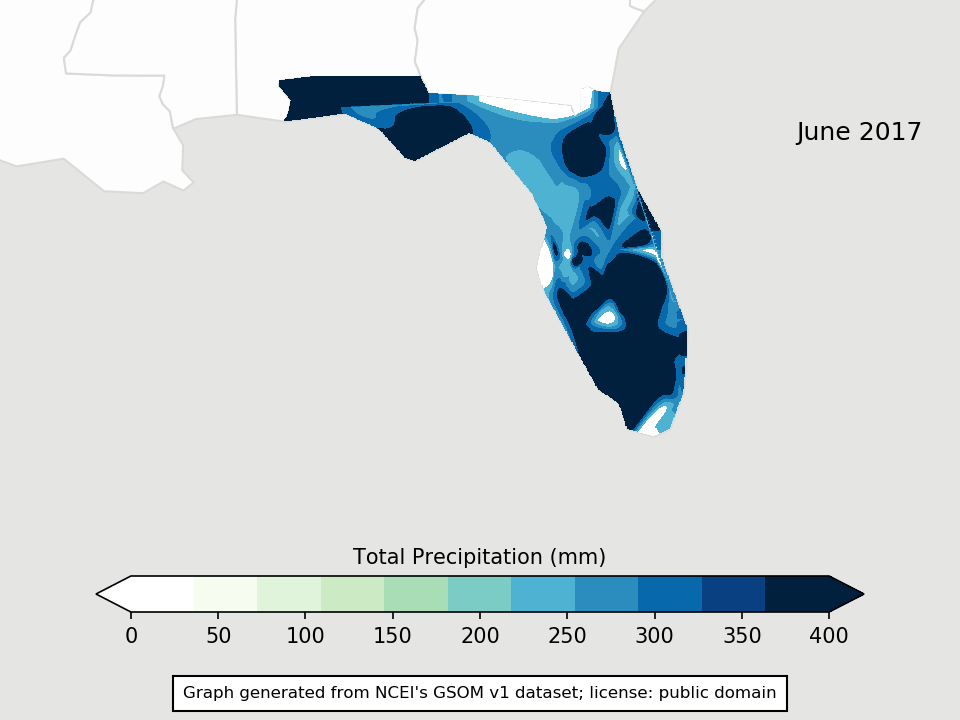 June 2017
Total Precipitation (mm)
0 50 100 150 200 250 300 350 400
Graph generated from NCEI's GSOM v1 dataset; license: public domain